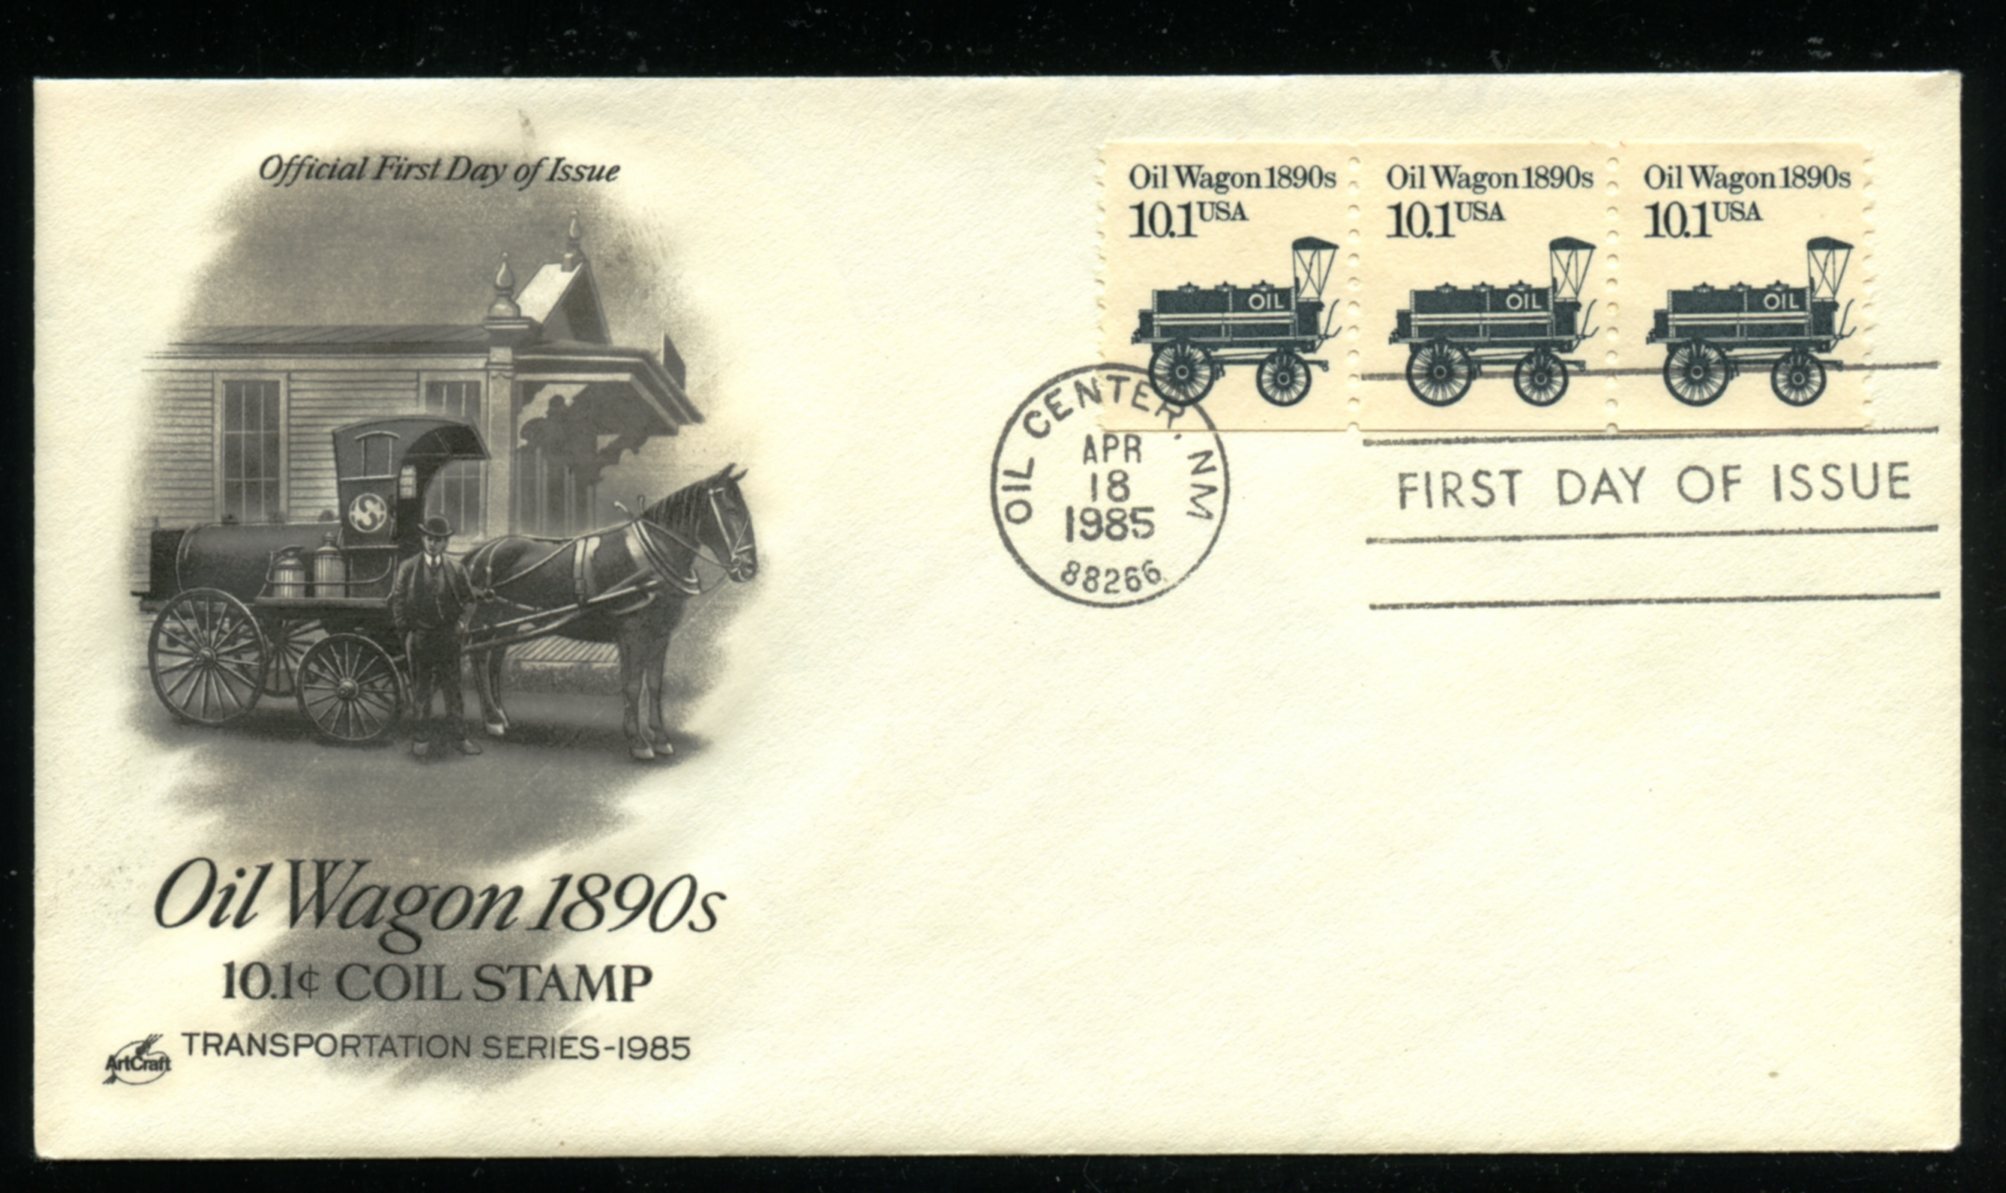 Official First Day of Issue
Oil Wagon 1890s
10.1 USA
OIL
Oil Wagon 1890s
10.1 USA
OIL
Oil Wagon 1890s
10.1 USA
OIL
OIL CENTER, NM
APR
18
1985
88266
FIRST DAY OF ISSUE
S
Oil Wagon 1890s
10.1¢ COIL STAMP
TRANSPORTATION SERIES-1985
ArtCraft